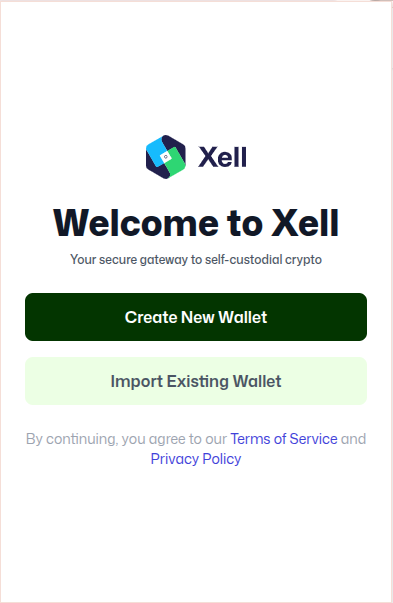 Xell
Welcome to Xell
Your secure gateway to self-custodial crypto
Create New Wallet
Import Existing Wallet
By continuing, you agree to our Terms of Service and
Privacy Policy